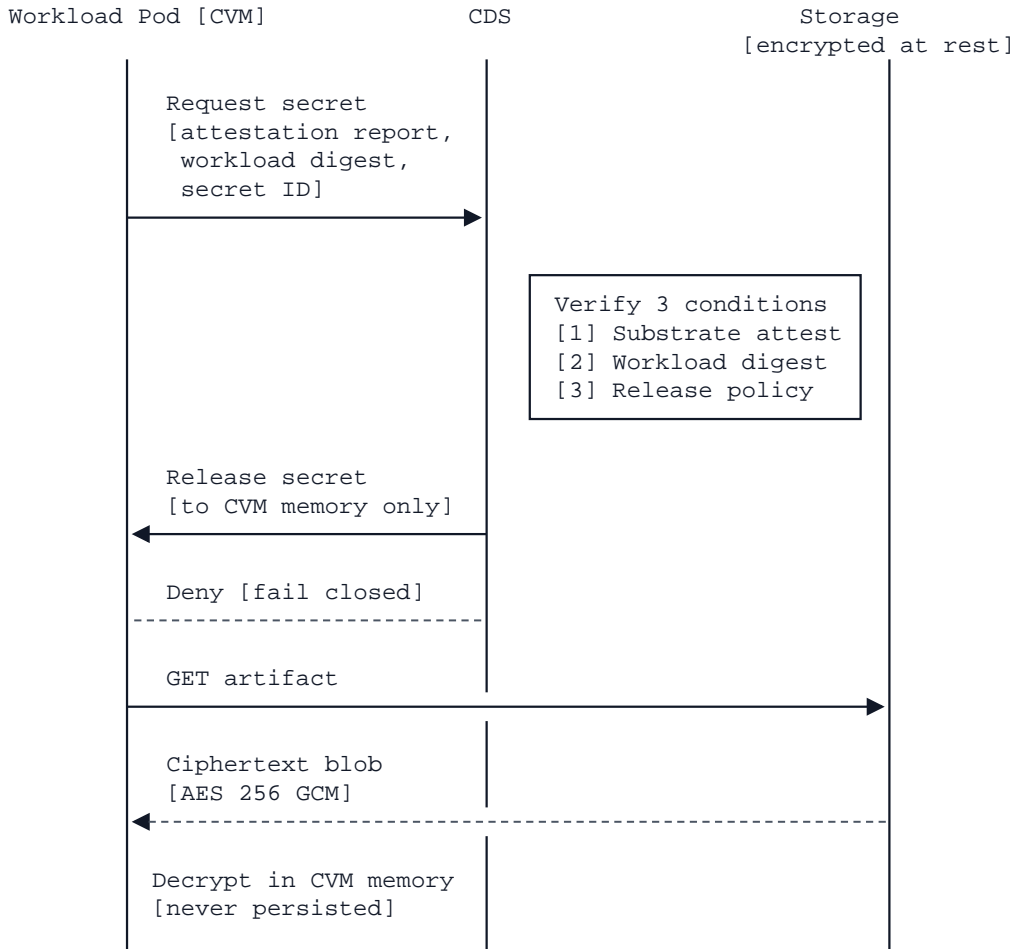 Workload Pod [CVM]
CDS
Storage
[encrypted at rest]
Request secret
[attestation report,
workload digest,
secret ID]
Verify 3 conditions
[1] Substrate attest
[2] Workload digest
[3] Release policy
Release secret
[to CVM memory only]
Deny [fail closed]
GET artifact
Ciphertext blob
[AES 256 GCM]
Decrypt in CVM memory
[never persisted]